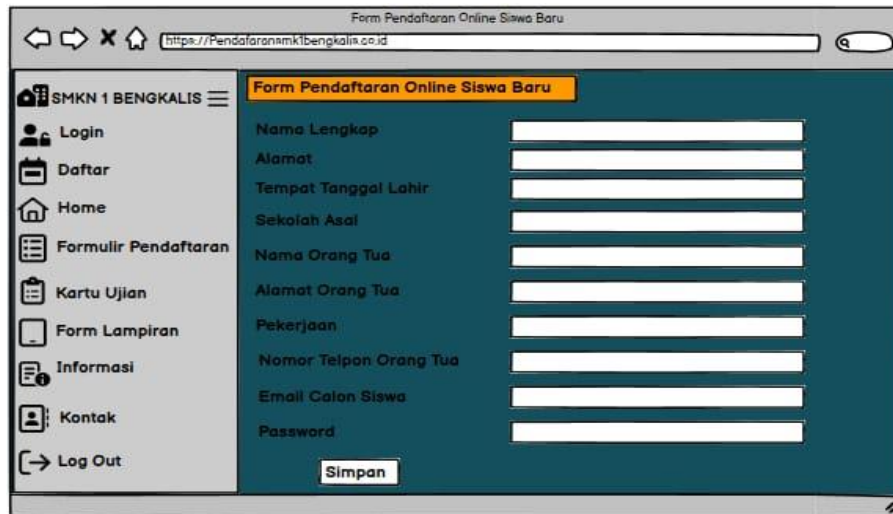 Form Pendaftaran Online Siswa Baru
https://Pendafaransmk1bengkalis.co.id
SMKN 1 BENGKALIS
Login
Daftar
Home
Formulir Pendaftaran
Kartu Ujian
Form Lampiran
Informasi
Kontak
Log Out
Form Pendaftaran Online Siswa Baru
Nama Lengkap
Alamat
Tempat Tanggal Lahir
Sekolah Asal
Nama Orang Tua
Alamat Orang Tua
Pekerjaan
Nomor Telpon Orang Tua
Email Calon Siswa
Password
Simpan